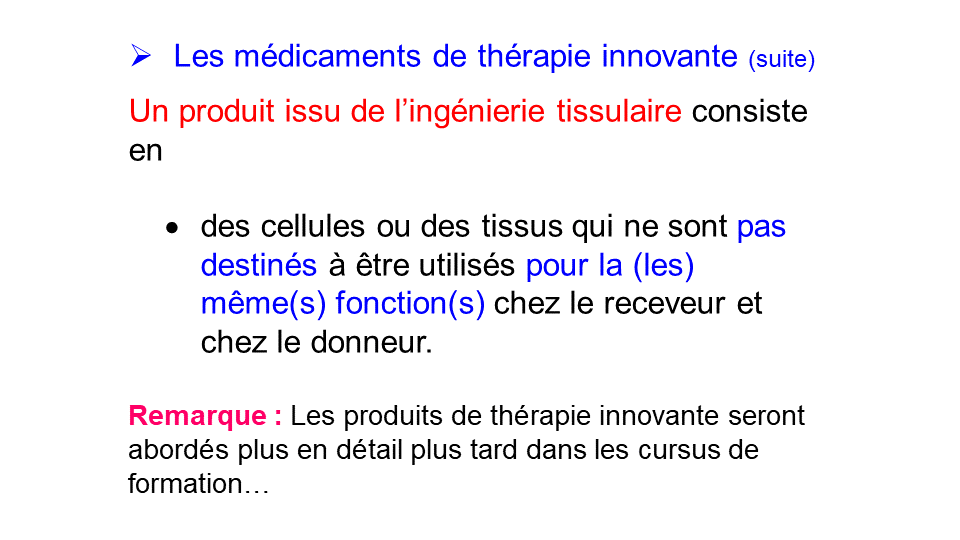 ➢ Les médicaments de thérapie innovante (suite)
Un produit issu de l’ingénierie tissulaire consiste
en
• des cellules ou des tissus qui ne sont pas
destinés à être utilisés pour la (les)
même(s) fonction(s) chez le receveur et
chez le donneur.
Remarque : Les produits de thérapie innovante seront
abordés plus en détail plus tard dans les cursus de
formation…